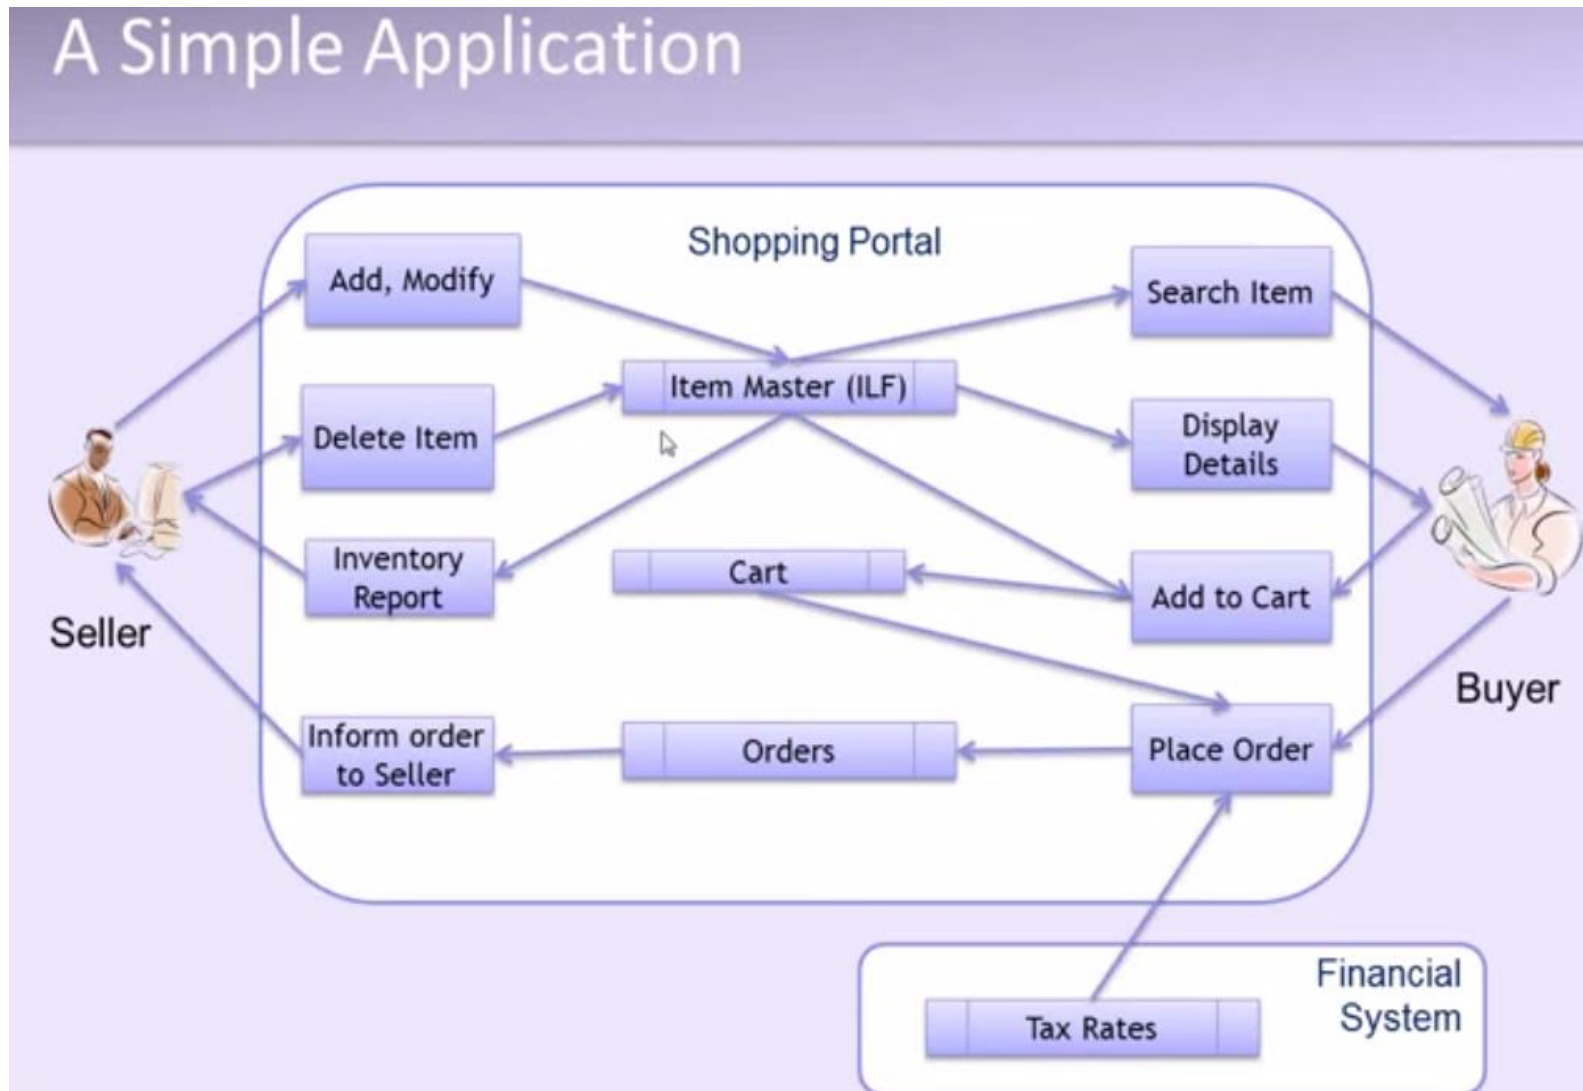 A Simple Application
Shopping Portal
Add, Modify
Search Item
Item Master (ILF)
Delete Item
Display
Details
Inventory
Report
Cart
Add to Cart
Seller
Buyer
Inform order
to Seller
Orders
Place Order
Financial
System
Tax Rates